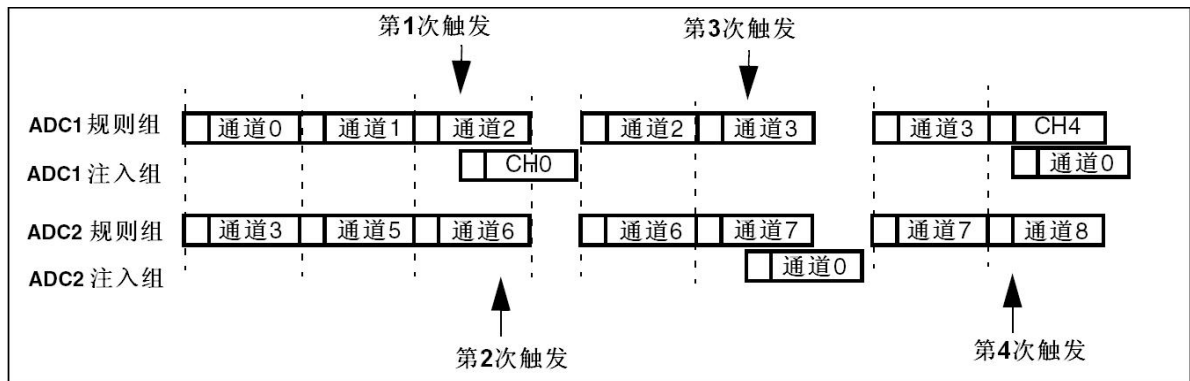 第1次触发 第3次触发
ADC1 规则组 通道0 通道1 通道2 通道2 通道3 通道3 CH4
ADC1 注入组 CH0 通道0
ADC2 规则组 通道3 通道5 通道6 通道6 通道7 通道7 通道8
ADC2 注入组 通道0
第2次触发 第4次触发